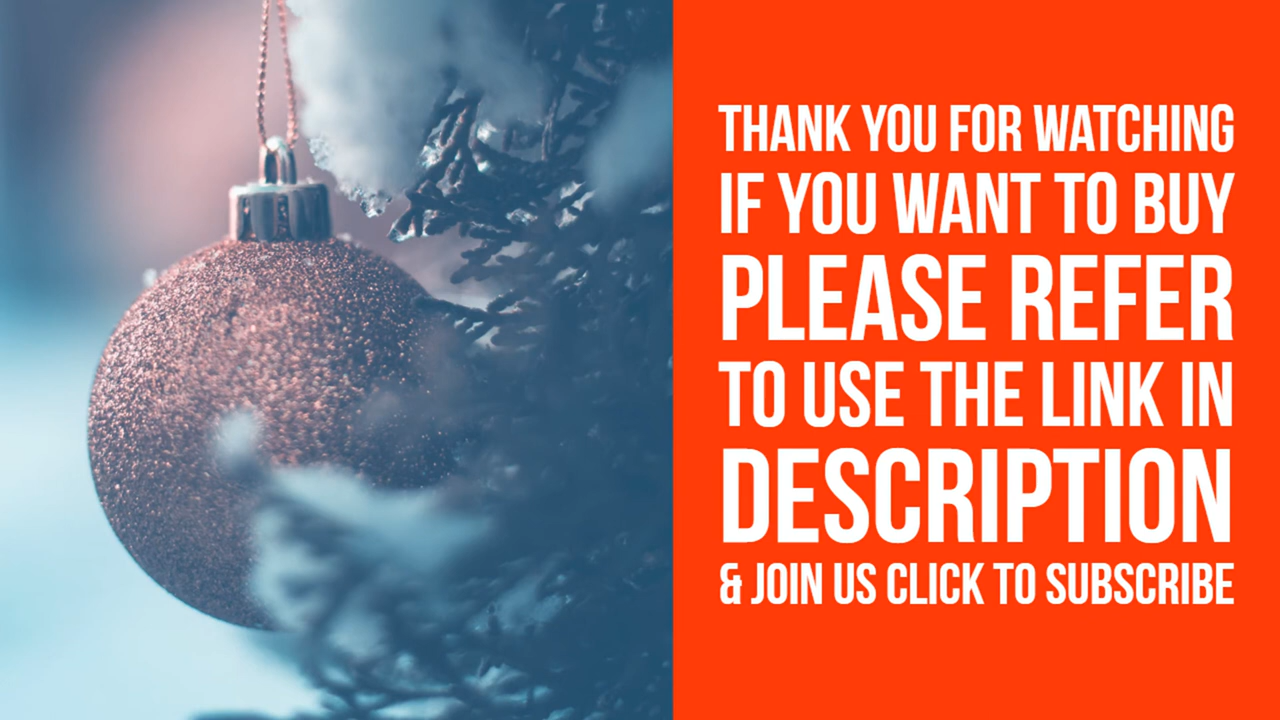 THANK YOU FOR WATCHING
IF YOU WANT TO BUY
PLEASE REFER
TO USE THE LINK IN
DESCRIPTION
& JOIN US CLICK TO SUBSCRIBE